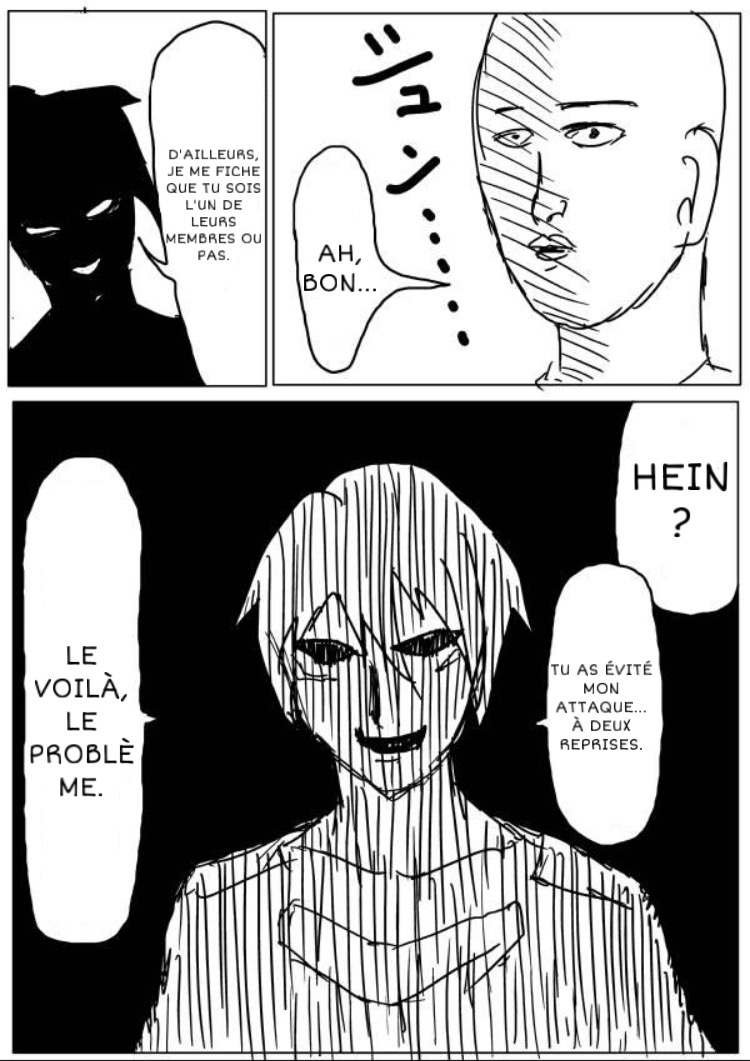 D'AILLEURS,
JE ME FICHE
QUE TU SOIS
L'UN DE
LEURS
MEMBRES OU
PAS.
シュン......
AH,
BON...
HEIN
?
TU AS ÉVITÉ
MON
ATTAQUE...
À DEUX
REPRISES.
LE
VOILÀ,
LE
PROBLÈ
ME.